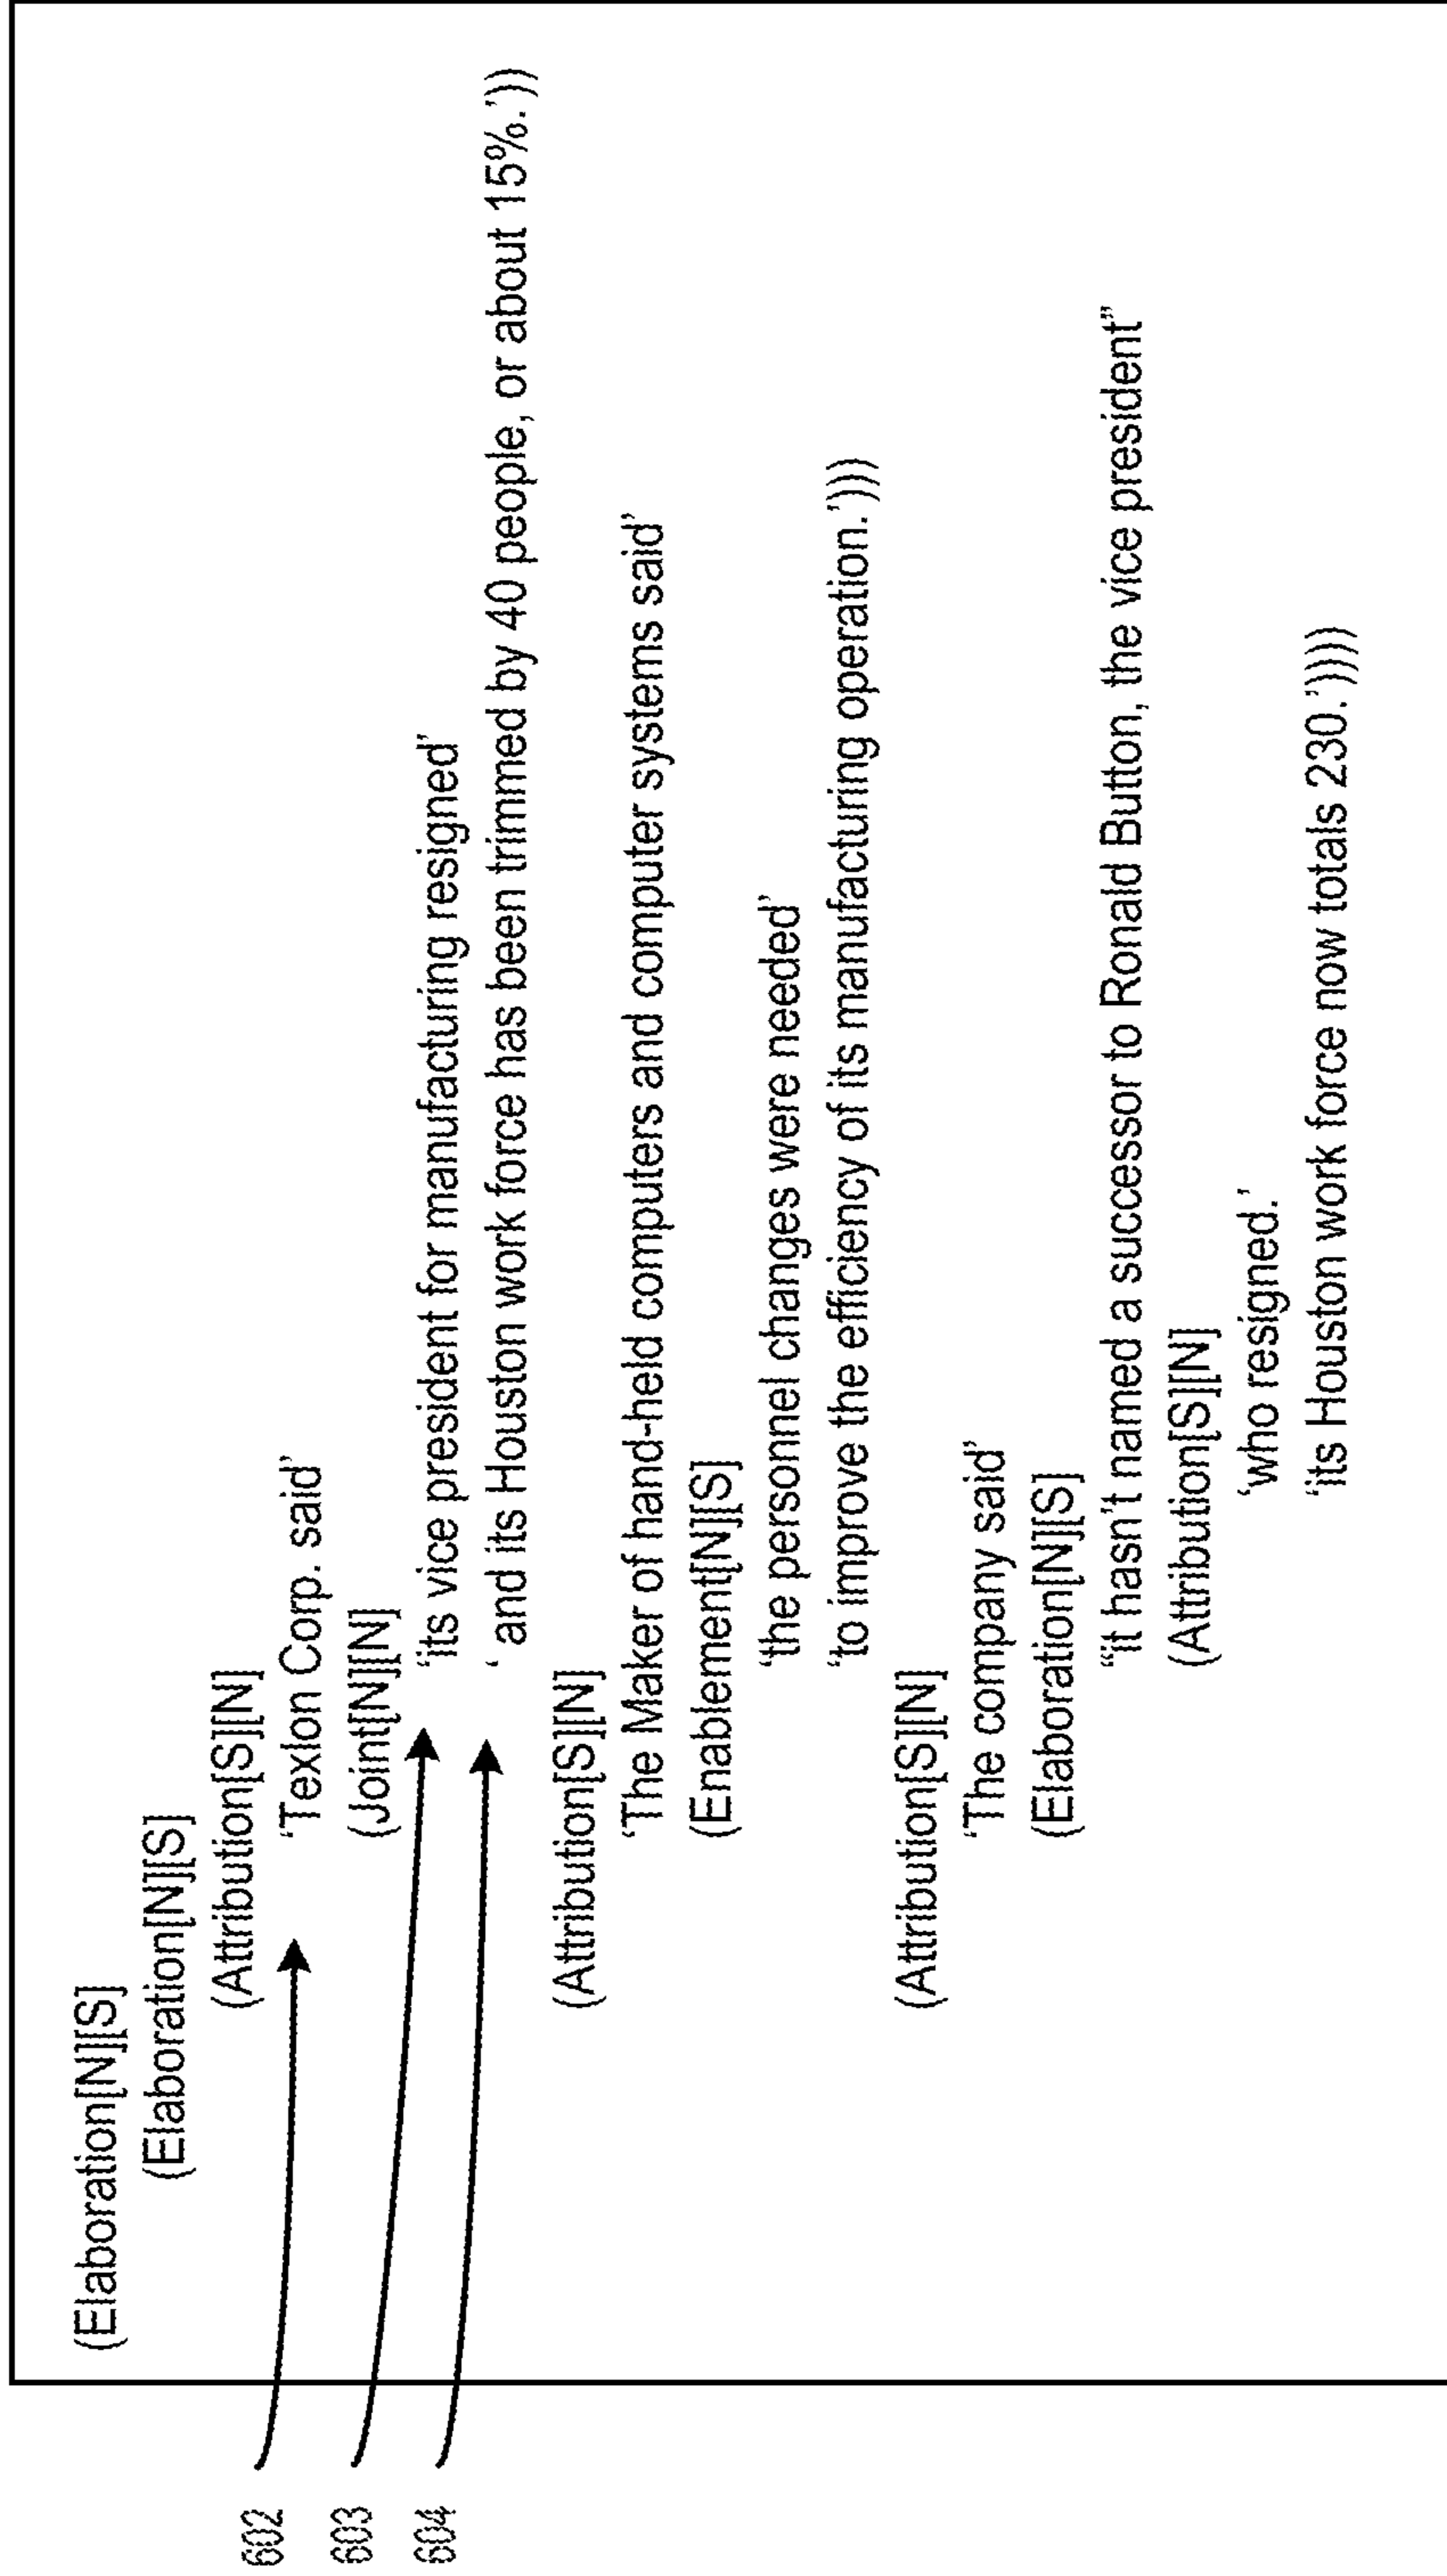 (Elaboration[N][S]
(Elaboration[N][S]
(Attribution[S][N]
602
'Texlon Corp. said'
(Joint[N][N]
603
'its vice president for manufacturing resigned'
604
' and its Houston work force has been trimmed by 40 people, or about 15%.'))
(Attribution[S][N]
'The Maker of hand-held computers and computer systems said'
(Enablement[N][S]
'the personnel changes were needed'
'to improve the efficiency of its manufacturing operation.')))
(Attribution[S][N]
'The company said'
(Elaboration[N][S]
"'it hasn't named a successor to Ronald Button, the vice president"
(Attribution[S][N]
'who resigned.'
'its Houston work force now totals 230.'))))